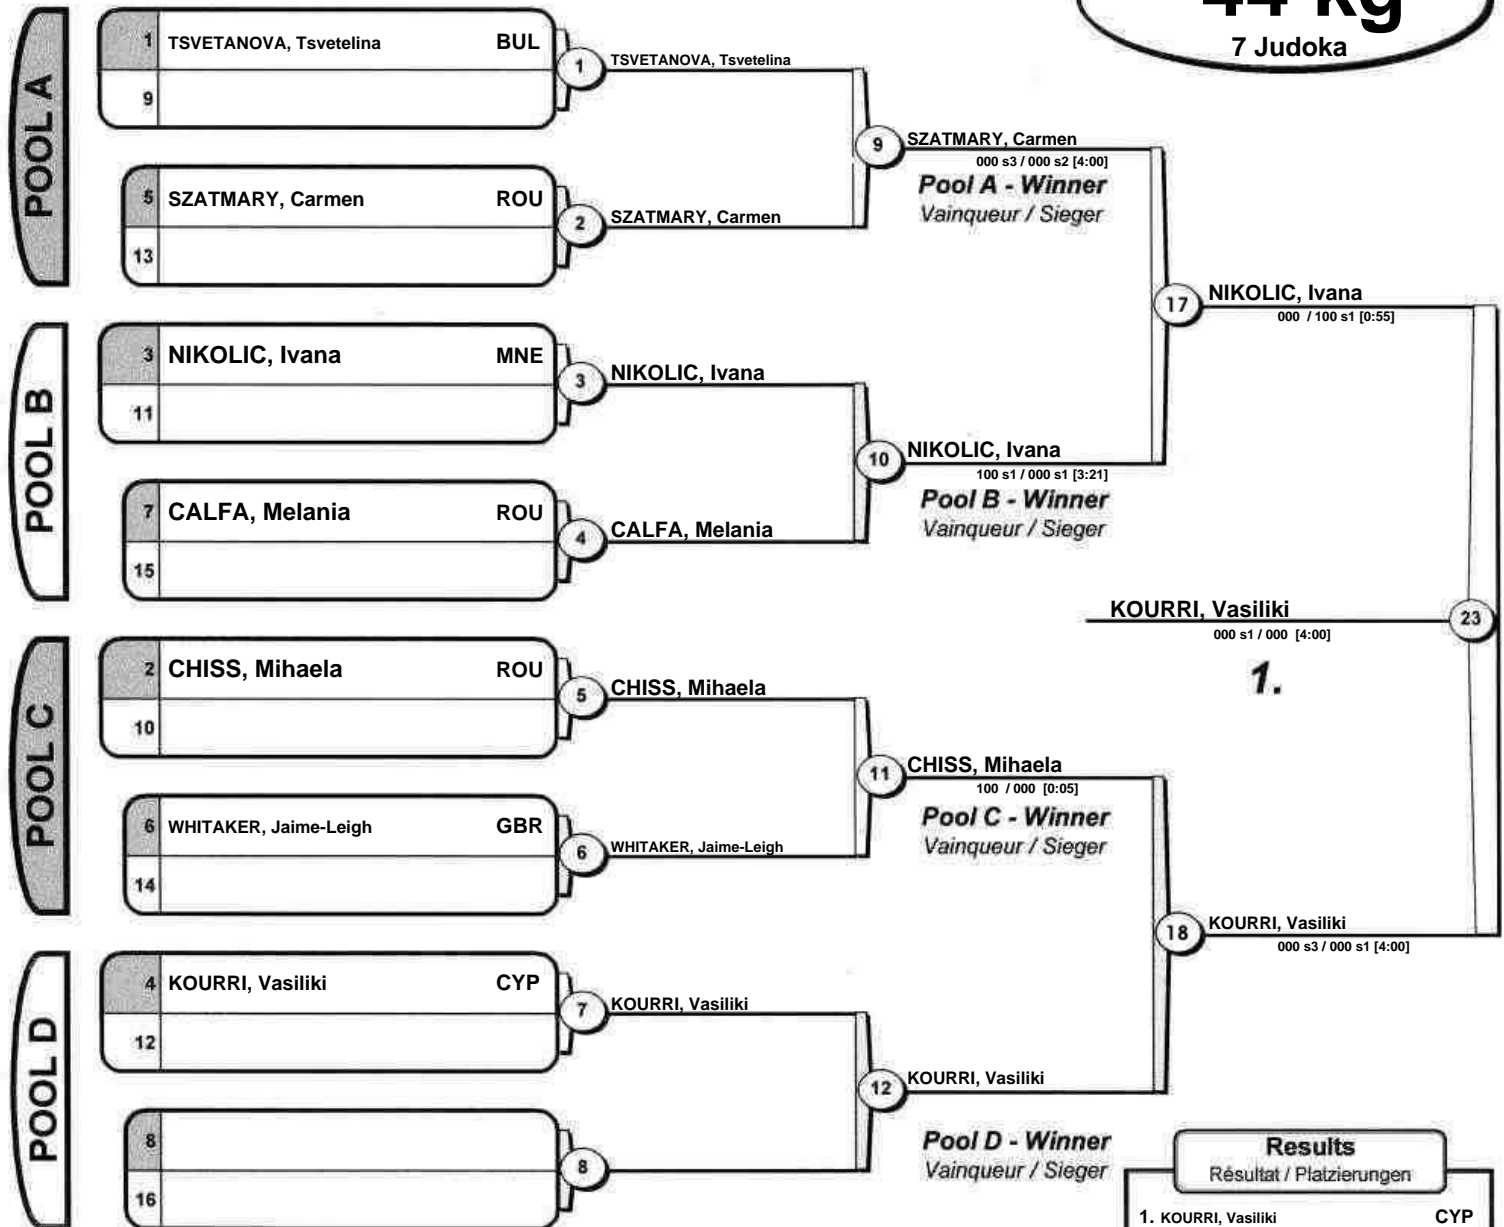 44 kg
7 Judoka
POOL A
1 TSVETANOVA, Tsvetelina BUL
9
1
TSVETANOVA, Tsvetelina
5 SZATMARY, Carmen ROU
13
2
SZATMARY, Carmen
9
SZATMARY, Carmen
000 s3 / 000 s2 [4:00]
Pool A - Winner
Vainqueur / Sieger
POOL B
3 NIKOLIC, Ivana MNE
11
3
NIKOLIC, Ivana
7 CALFA, Melania ROU
15
4
CALFA, Melania
10
NIKOLIC, Ivana
100 s1 / 000 s1 [3:21]
Pool B - Winner
Vainqueur / Sieger
17
NIKOLIC, Ivana
000 / 100 s1 [0:55]
KOURRI, Vasiliki
000 s1 / 000 [4:00]
23
1.
POOL C
2 CHISS, Mihaela ROU
10
5
CHISS, Mihaela
6 WHITAKER, Jaime-Leigh GBR
14
6
WHITAKER, Jaime-Leigh
11
CHISS, Mihaela
100 / 000 [0:05]
Pool C - Winner
Vainqueur / Sieger
18
KOURRI, Vasiliki
000 s3 / 000 s1 [4:00]
POOL D
4 KOURRI, Vasiliki CYP
12
7
KOURRI, Vasiliki
8
16
8
12
KOURRI, Vasiliki
Pool D - Winner
Vainqueur / Sieger
Results
Résultat / Platzierungen
1. KOURRI, Vasiliki CYP